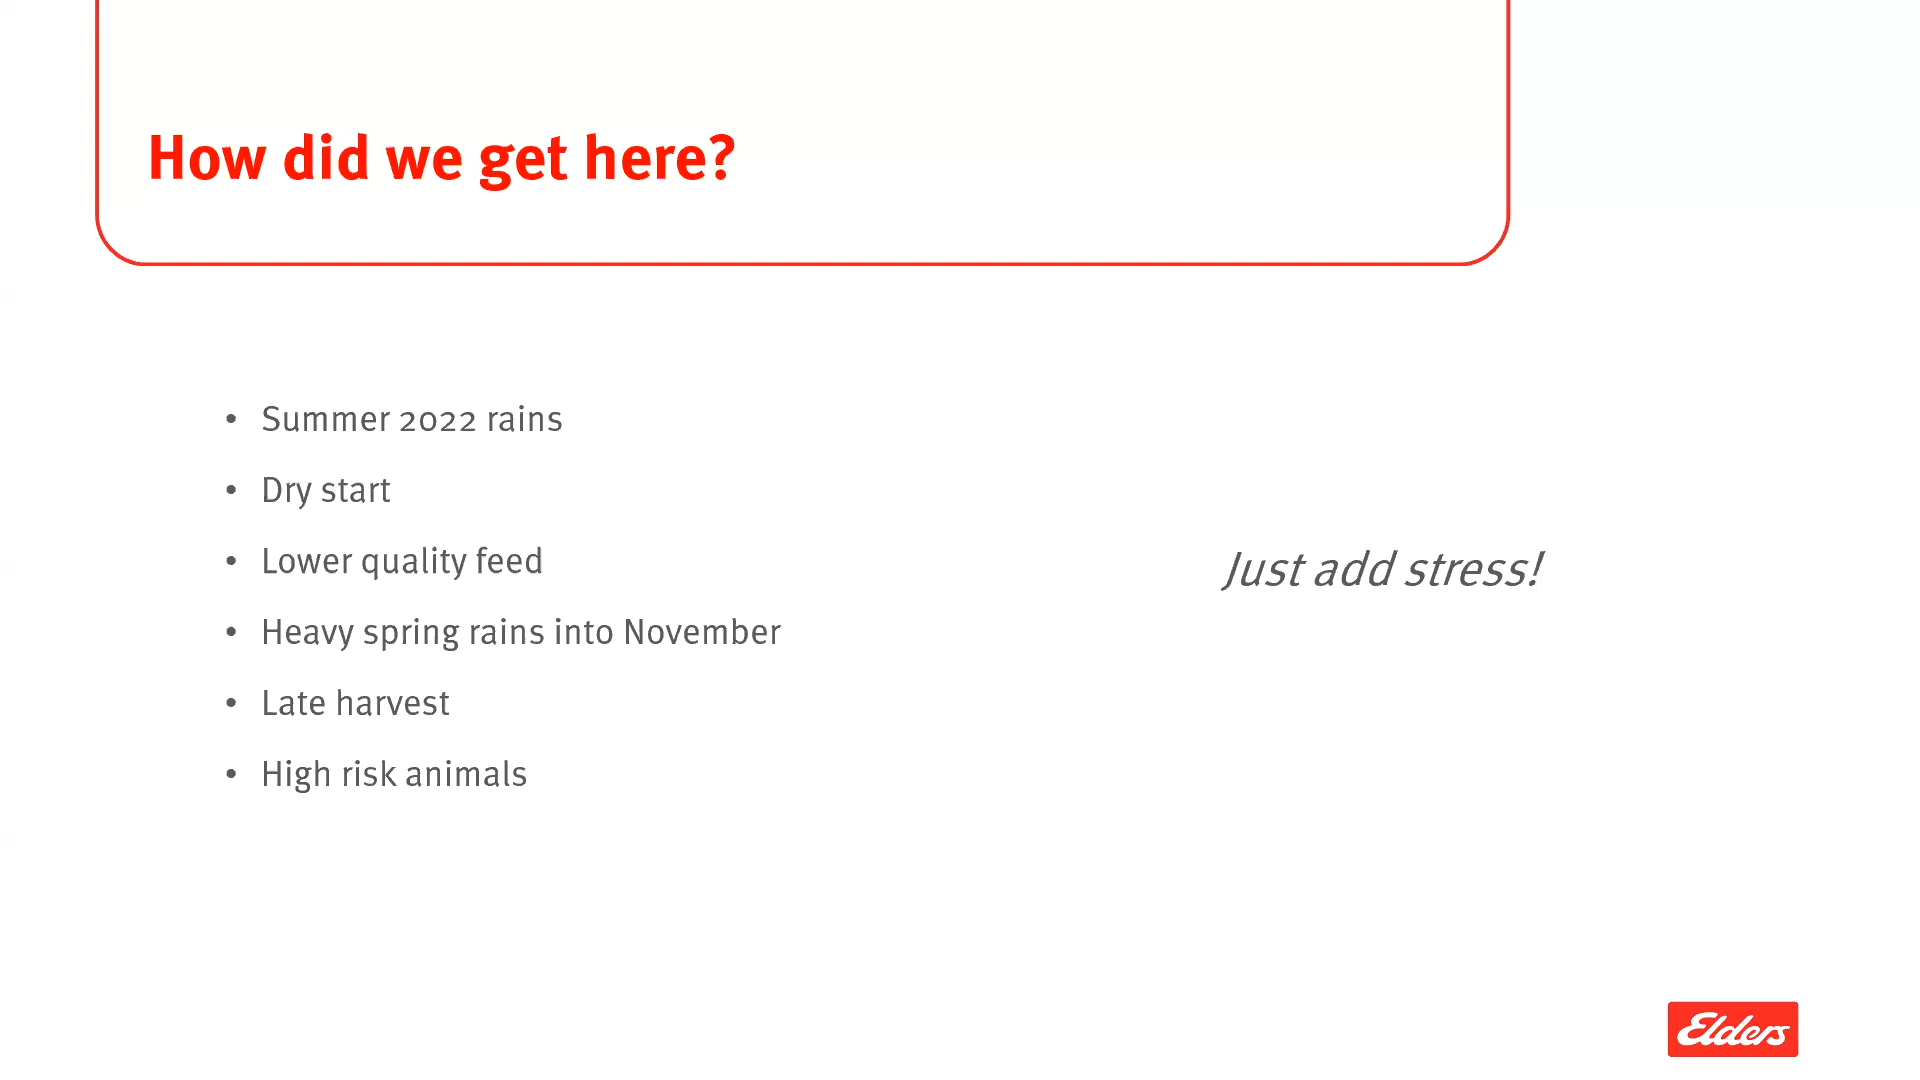 How did we get here?
• Summer 2022 rains
• Dry start
• Lower quality feed
• Heavy spring rains into November
• Late harvest
• High risk animals
Just add stress!
Elders